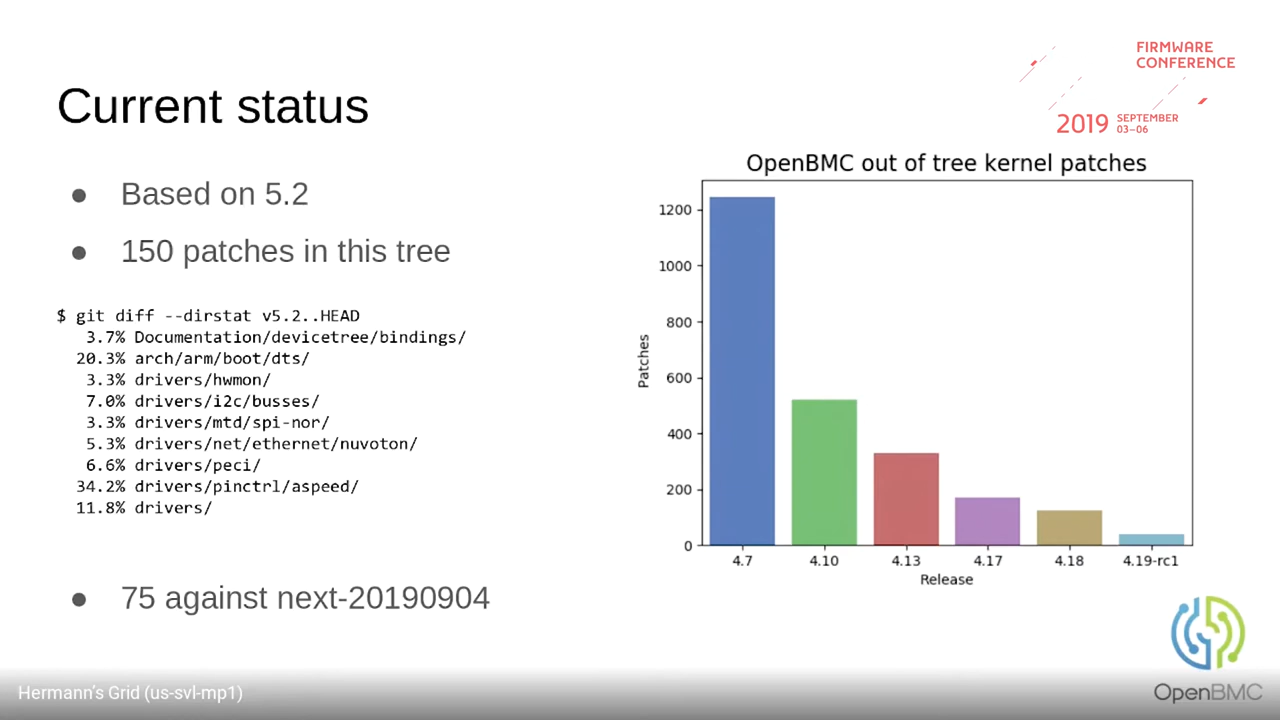 FIRMWARE
CONFERENCE
2019 SEPTEMBER
03–06
Current status
● Based on 5.2
● 150 patches in this tree
$ git diff --dirstat v5.2..HEAD
3.7% Documentation/devicetree/bindings/
20.3% arch/arm/boot/dts/
3.3% drivers/hwmon/
7.0% drivers/i2c/busses/
3.3% drivers/mtd/spi-nor/
5.3% drivers/net/ethernet/nuvoton/
6.6% drivers/peci/
34.2% drivers/pinctrl/aspeed/
11.8% drivers/
● 75 against next-20190904
OpenBMC out of tree kernel patches
Patches
1200
1000
800
600
400
200
0
4.7 4.10 4.13 4.17 4.18 4.19-rc1
Release
Hermann's Grid (us-svl-mp1)
OpenBMC